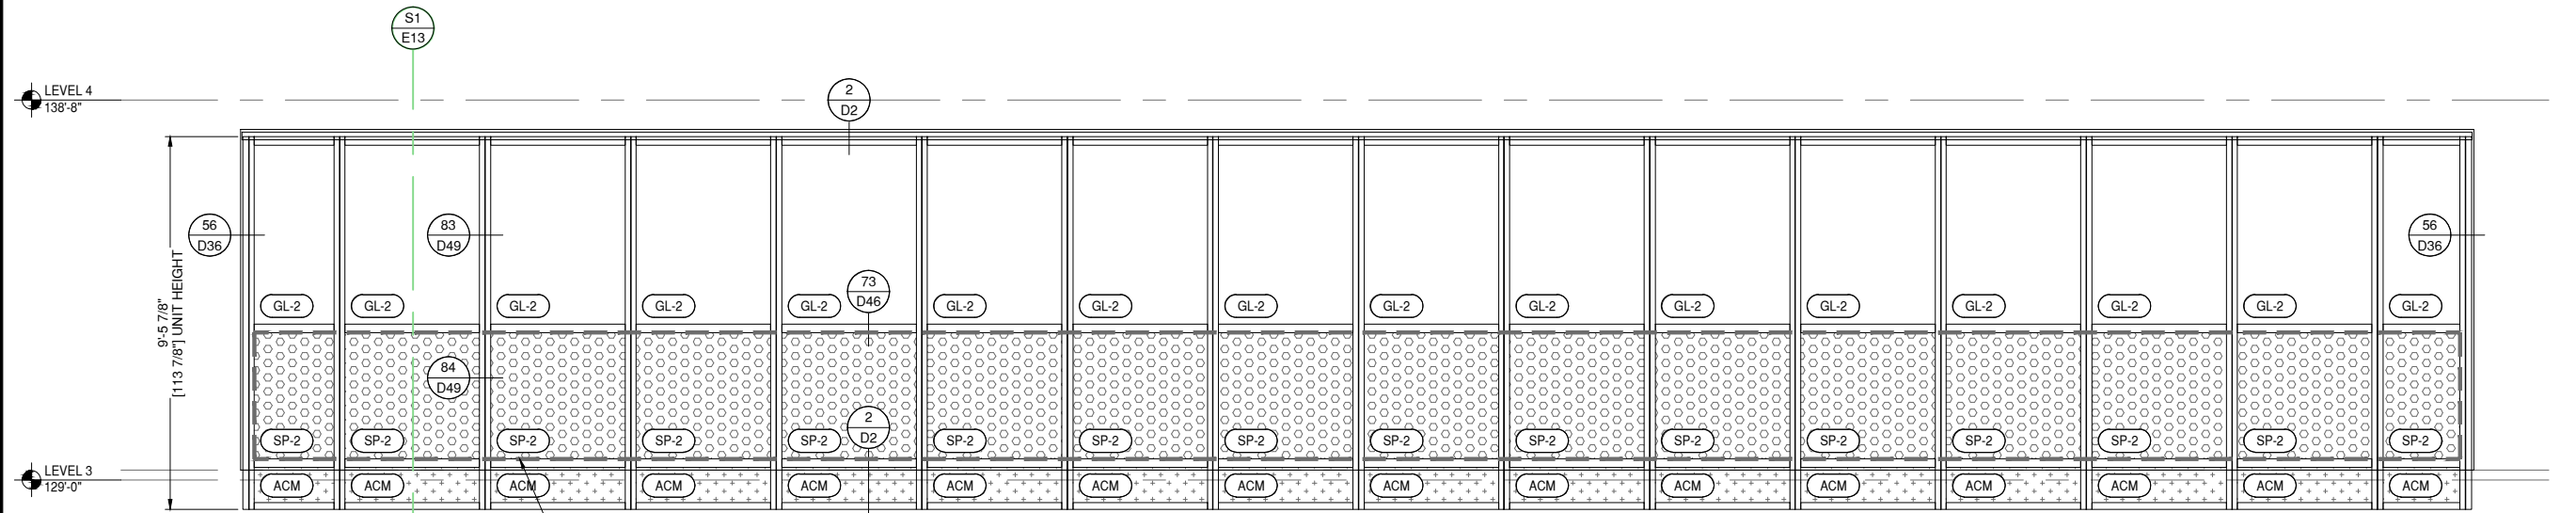 S1
E13
LEVEL 4
138'-8"
2
D2
56
D36
83
D49
56
D36
9'-5 7/8"
[113 7/8"] UNIT HEIGHT
73
D46
GL-2 GL-2 GL-2 GL-2 GL-2 GL-2 GL-2 GL-2 GL-2 GL-2 GL-2 GL-2 GL-2 GL-2 GL-2 GL-2
84
D49
2
D2
SP-2 SP-2 SP-2 SP-2 SP-2 SP-2 SP-2 SP-2 SP-2 SP-2 SP-2 SP-2 SP-2 SP-2 SP-2 SP-2
LEVEL 3
129'-0"
ACM ACM ACM ACM ACM ACM ACM ACM ACM ACM ACM ACM ACM ACM ACM ACM